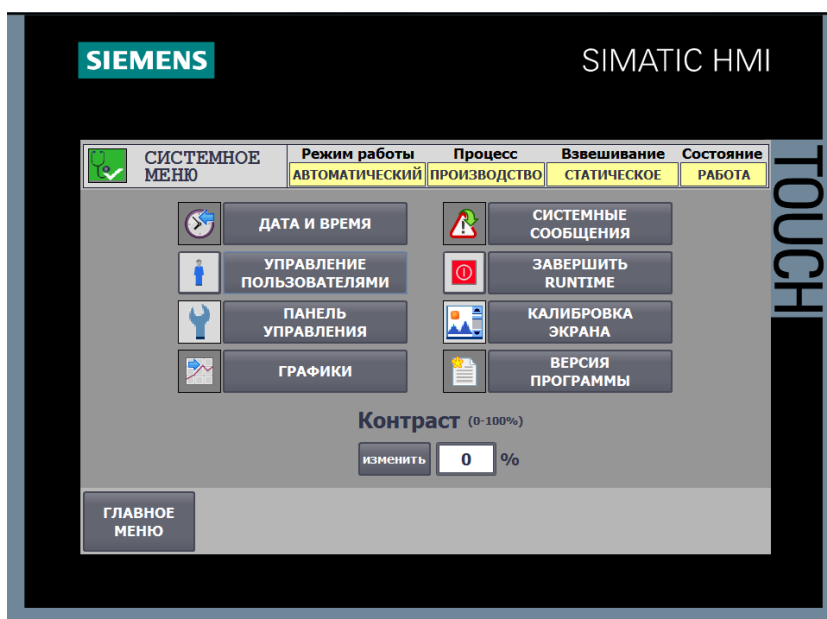 SIEMENS
SIMATIC HMI
TOUCH
СИСТЕМНОЕ
МЕНЮ
Режим работы Процесс Взвешивание Состояние
АВТОМАТИЧЕСКИЙ ПРОИЗВОДСТВО СТАТИЧЕСКОЕ РАБОТА
ДАТА И ВРЕМЯ
СИСТЕМНЫЕ
СООБЩЕНИЯ
УПРАВЛЕНИЕ
ПОЛЬЗОВАТЕЛЯМИ
ЗАВЕРШИТЬ
RUNTIME
ПАНЕЛЬ
УПРАВЛЕНИЯ
КАЛИБРОВКА
ЭКРАНА
ГРАФИКИ
ВЕРСИЯ
ПРОГРАММЫ
Контраст (0-100%)
изменить 0 %
ГЛАВНОЕ
МЕНЮ